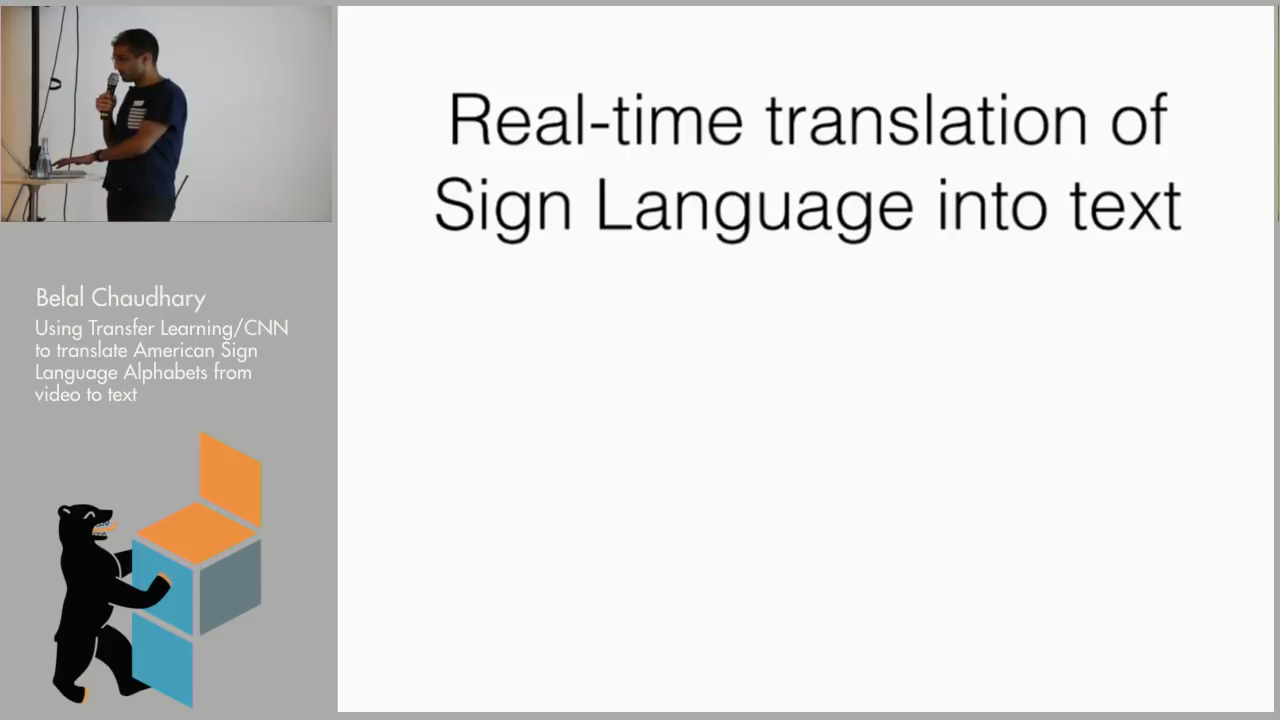 Real-time translation of
Sign Language into text
Belal Chaudhary
Using Transfer Learning/CNN
to translate American Sign
Language Alphabets from
video to text